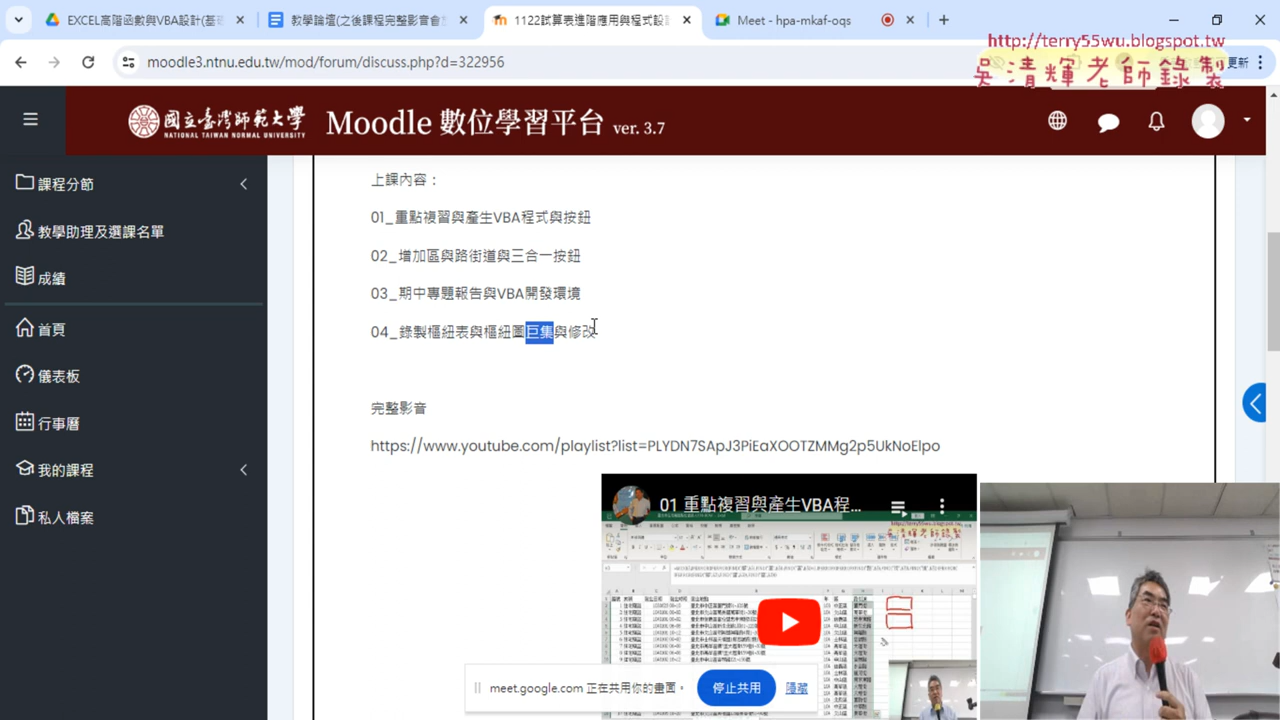 EXCEL高階函數與VBA設計(基礎
教學論壇(之後課程完整影音會
1122試算表進階應用與程式設
Meet - hpa-mkaf-oqs
http://terry55wu.blogspot.tw
moodle3.ntnu.edu.tw/mod/forum/discuss.php?d=322956
更新
吳清輝老師錄製
國立臺灣師範大學
NATIONAL TAIWAN NORMAL UNIVERSITY
Moodle 數位學習平台 ver. 3.7
課程分節
教學助理及選課名單
成績
首頁
儀表板
行事曆
我的課程
私人檔案
上課內容：
01_重點複習與產生VBA程式與按鈕
02_增加區與路街道與三合一按鈕
03_期中專題報告與VBA開發環境
04_錄製樞紐表與樞紐圖巨集與修改
完整影音
https://www.youtube.com/playlist?list=PLYDN7SApJ3PiEaXOOTZMMg2p5UkNoElpo
01 重點複習與產生VBA程...
meet.google.com 正在共用你的畫面。
停止共用
隱藏